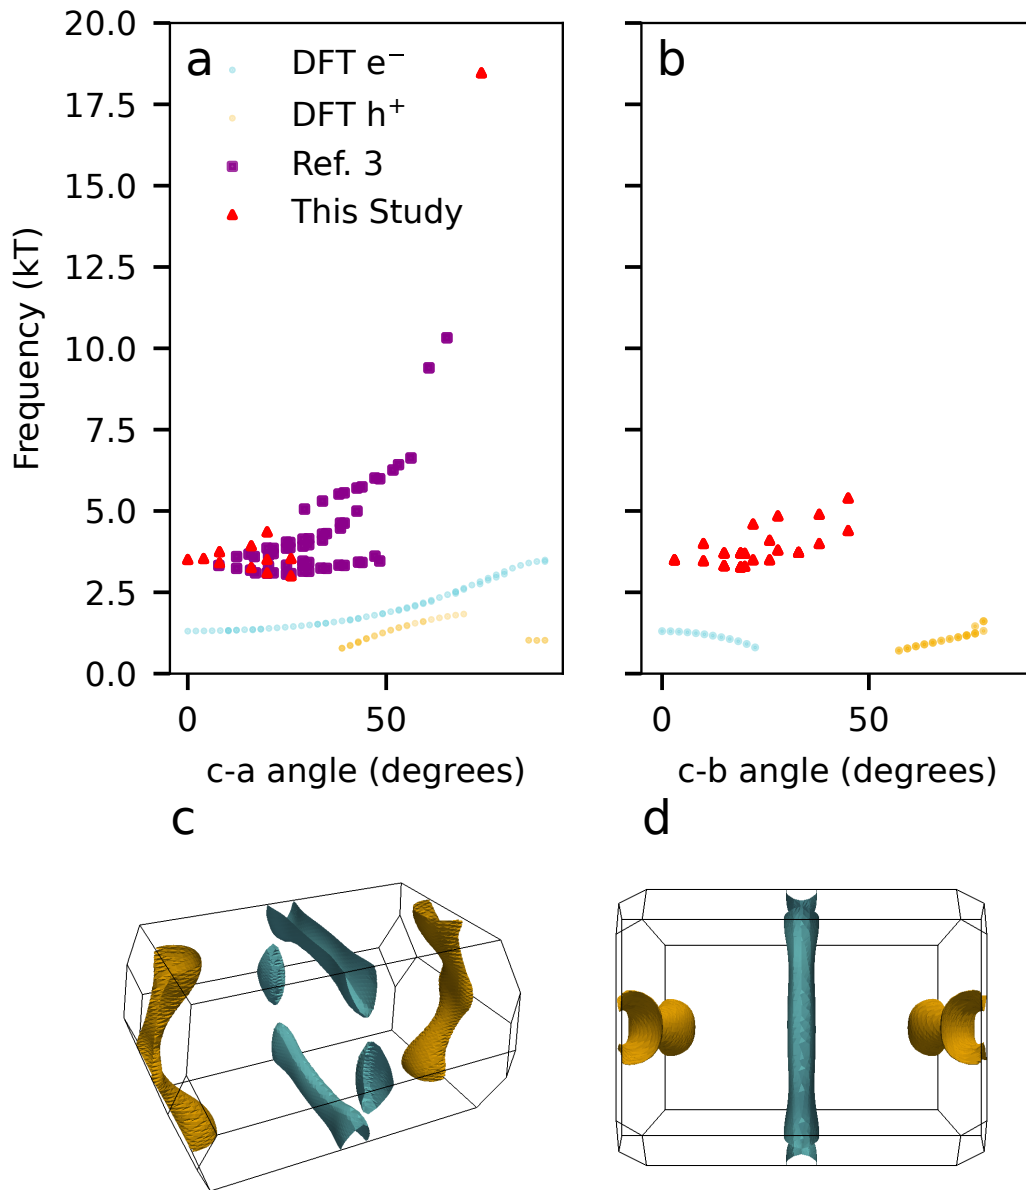 20.0
17.5
15.0
12.5
10.0
7.5
5.0
2.5
0.0
Frequency (kT)
a
DFT e⁻
DFT h⁺
Ref. 3
This Study
0
50
c-a angle (degrees)
b
0
50
c-b angle (degrees)
c
d